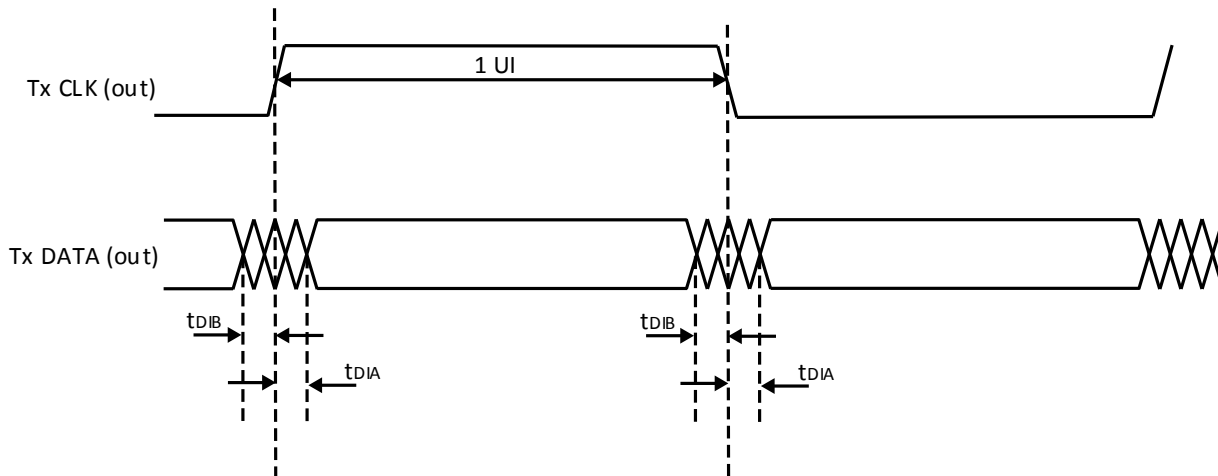 1 UI
Tx CLK (out)
Tx DATA (out)
tDIB
tDIB
tDIA
tDIA